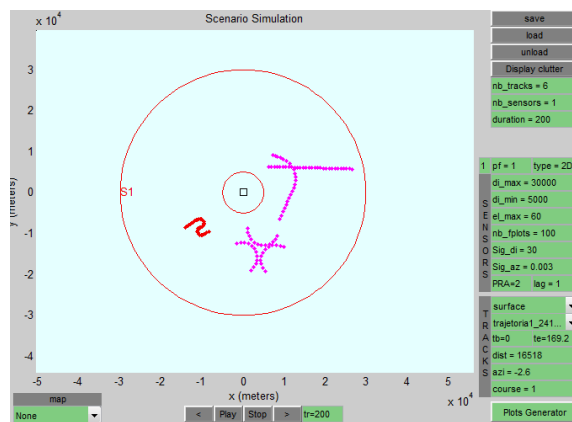 Scenario Simulation
x 10⁴
4
3
2
1
0
-1
-2
-3
-4
y (meters)
S1
-5 -4 -3 -2 -1 0 1 2 3 4 5
x (meters)
x 10⁴
map
None
< Play Stop > tr=200
save
load
unload
Display clutter
nb_tracks = 6
nb_sensors = 1
duration = 200
1 pf = 1 type = 2D
SENSORS
di_max = 30000
di_min = 5000
el_max = 60
nb_fplots = 100
Sig_di = 30
Sig_az = 0.003
PRA=2 lag = 1
TRACKS
surface
trajetoria1_241...
tb=0 te=169.2
dist = 16518
azi = -2.6
course = 1
Plots Generator